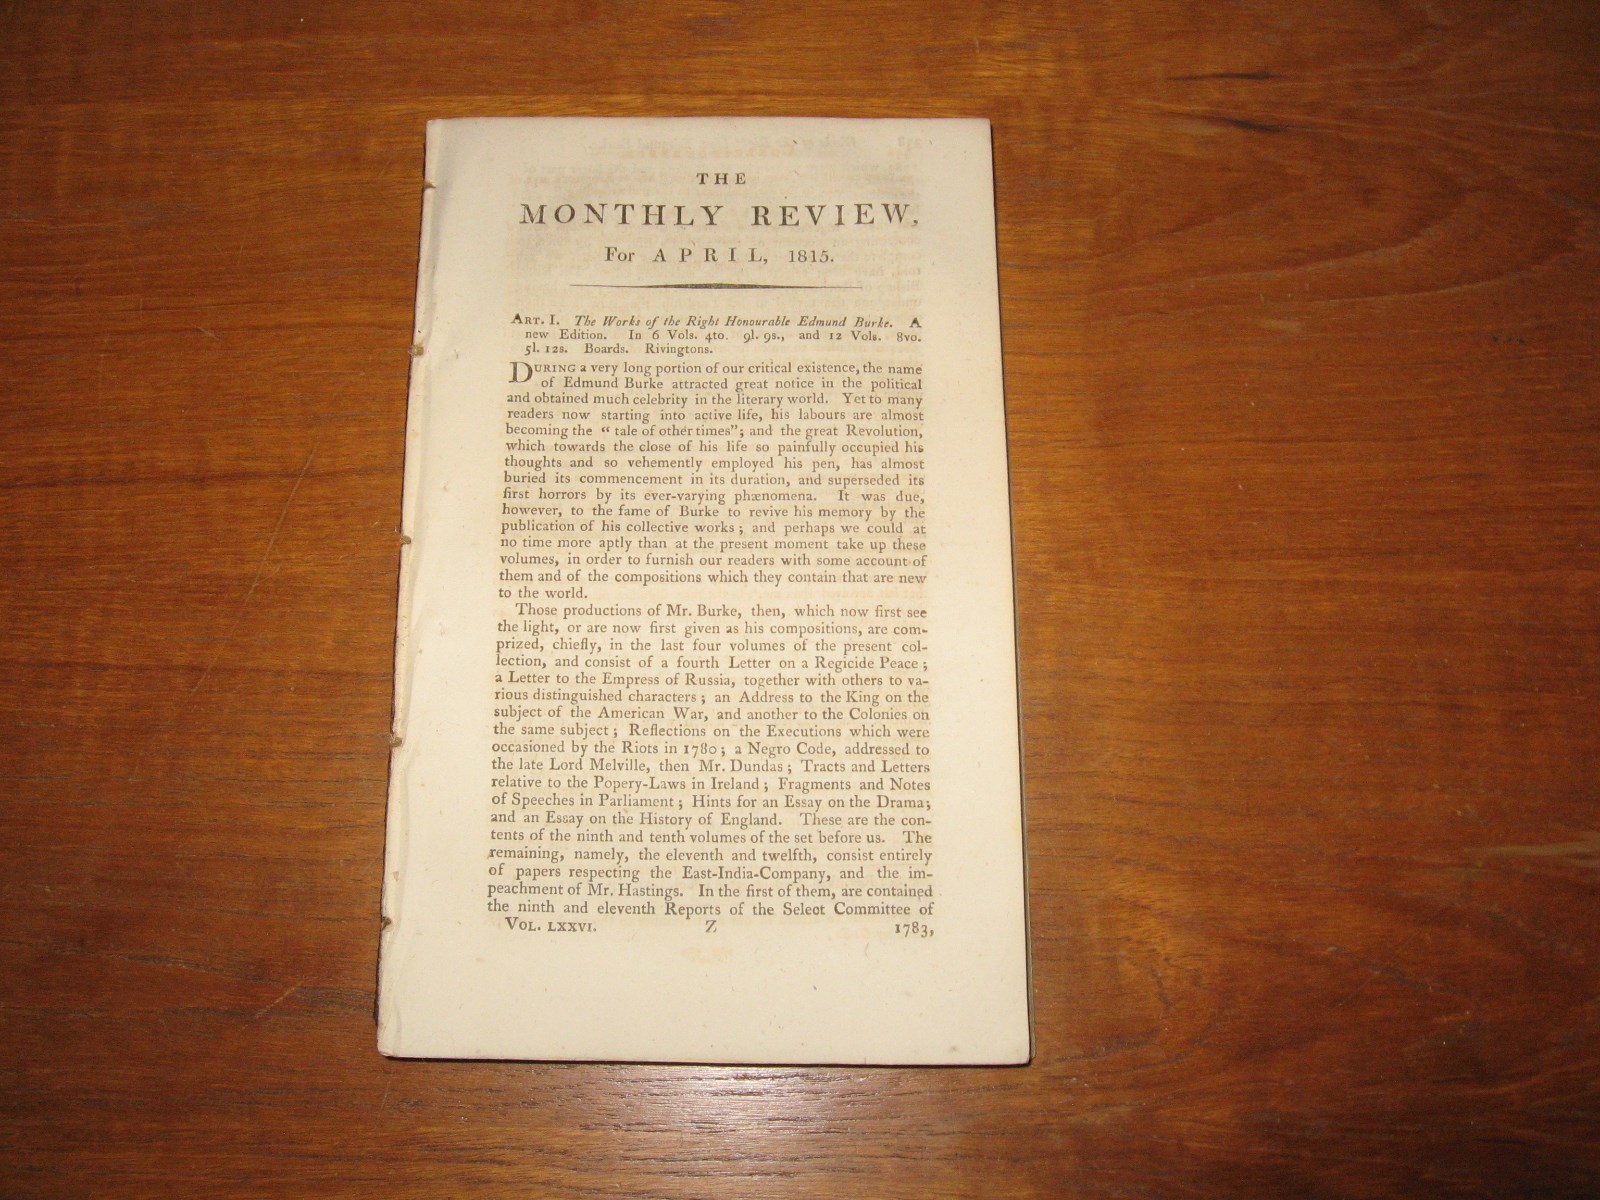 THE
MONTHLY REVIEW,
For APRIL, 1815.
ART. I. The Works of the Right Honourable Edmund Burke. A
new Edition. In 6 Vols. 4to. 9l. 9s., and 12 Vols. 8vo.
5l. 12s. Boards. Rivingtons.
DURING a very long portion of our critical existence, the name
of Edmund Burke attracted great notice in the political
and obtained much celebrity in the literary world. Yet to many
readers now starting into active life, his labours are almost
becoming the “ tale of other times”; and the great Revolution,
which towards the close of his life so painfully occupied his
thoughts and so vehemently employed his pen, has almost
buried its commencement in its duration, and superseded its
first horrors by its ever-varying phænomena. It was due,
however, to the fame of Burke to revive his memory by the
publication of his collective works; and perhaps we could at
no time more aptly than at the present moment take up these
volumes, in order to furnish our readers with some account of
them and of the compositions which they contain that are new
to the world.
Those productions of Mr. Burke, then, which now first see
the light, or are now first given as his compositions, are com-
prized, chiefly, in the last four volumes of the present col-
lection, and consist of a fourth Letter on a Regicide Peace;
a Letter to the Empress of Russia, together with others to va-
rious distinguished characters; an Address to the King on the
subject of the American War, and another to the Colonies on
the same subject; Reflections on the Executions which were
occasioned by the Riots in 1780; a Negro Code, addressed to
the late Lord Melville, then Mr. Dundas; Tracts and Letters
relative to the Popery-Laws in Ireland; Fragments and Notes
of Speeches in Parliament; Hints for an Essay on the Drama;
and an Essay on the History of England. These are the con-
tents of the ninth and tenth volumes of the set before us. The
remaining, namely, the eleventh and twelfth, consist entirely
of papers respecting the East-India-Company, and the im-
peachment of Mr. Hastings. In the first of them, are contained
the ninth and eleventh Reports of the Select Committee of
VOL. LXXVI. Z 1783,